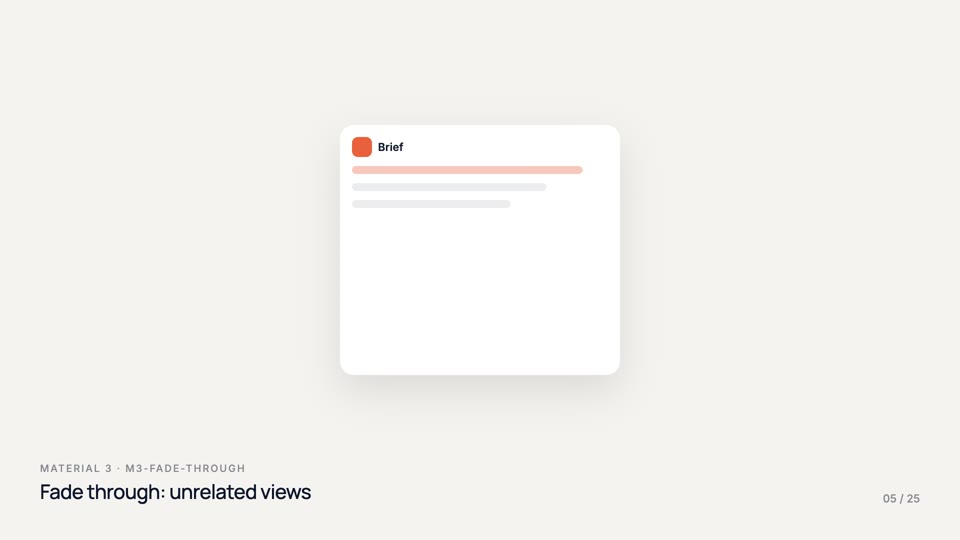 Brief
MATERIAL 3 · M3-FADE-THROUGH
Fade through: unrelated views
05 / 25